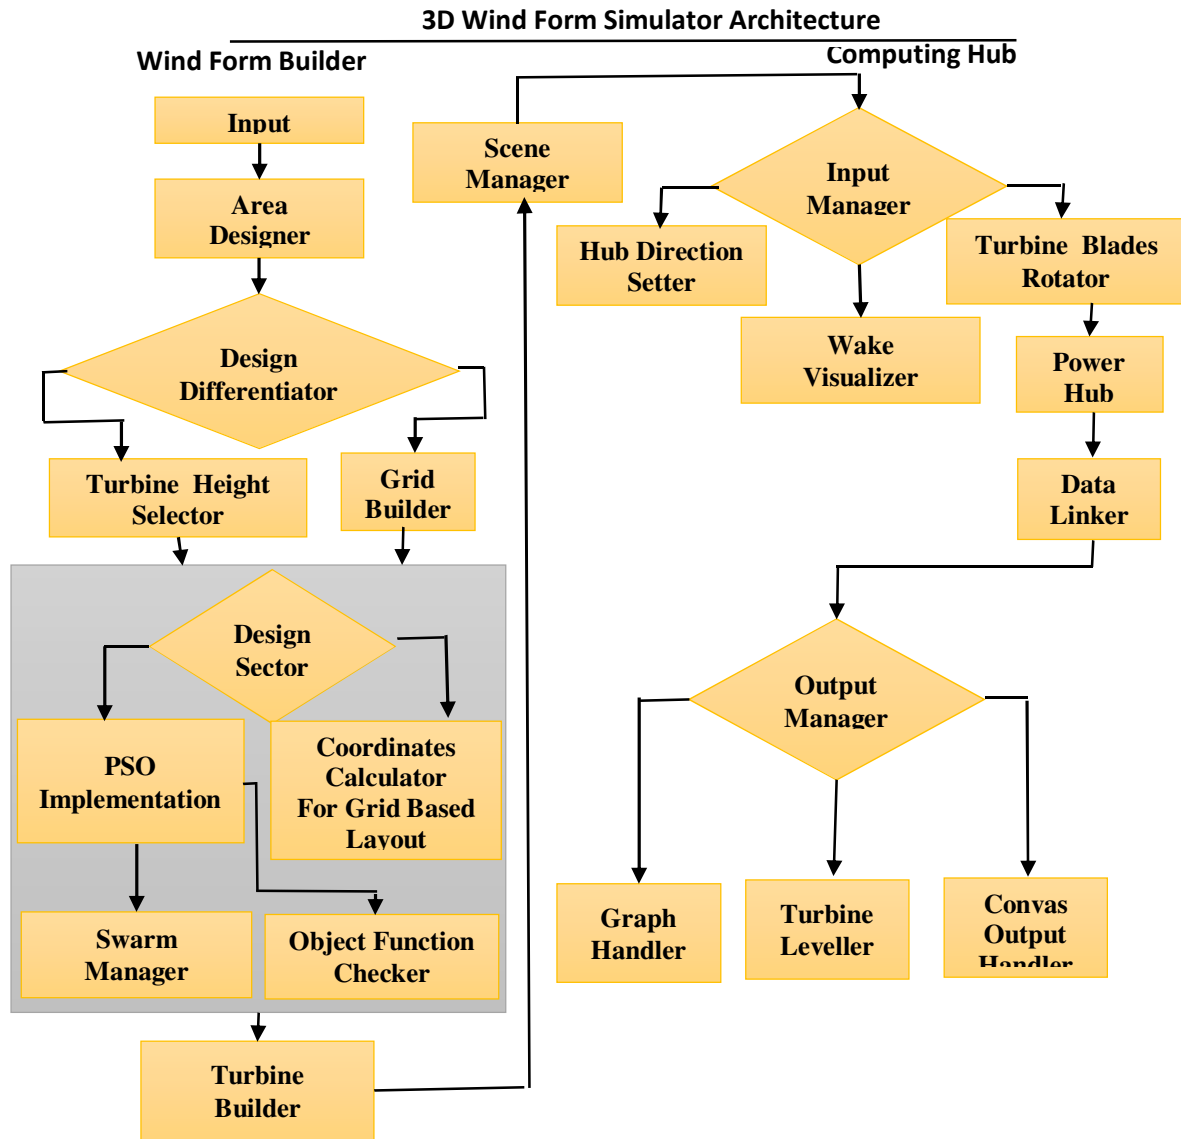 3D Wind Form Simulator Architecture
Wind Form Builder
Computing Hub
Input
Area
Designer
Design
Differentiator
Turbine Height
Selector
Grid
Builder
Design
Sector
PSO
Implementation
Coordinates
Calculator
For Grid Based
Layout
Swarm
Manager
Object Function
Checker
Turbine
Builder
Scene
Manager
Input
Manager
Hub Direction
Setter
Turbine Blades
Rotator
Wake
Visualizer
Power
Hub
Data
Linker
Output
Manager
Graph
Handler
Turbine
Leveller
Convas
Output
Handler